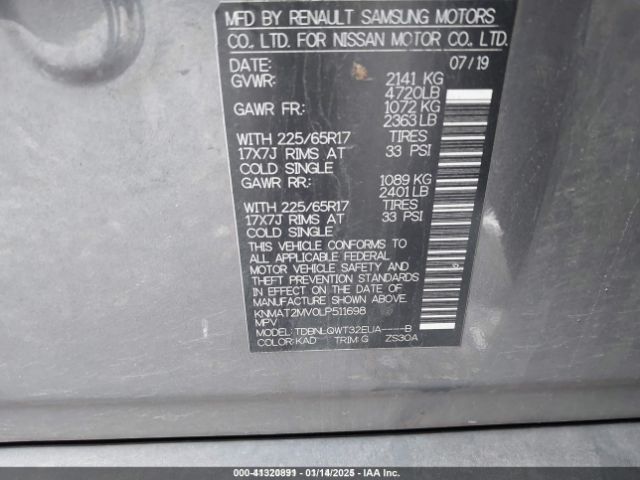 MFD BY RENAULT SAMSUNG MOTORS
CO., LTD. FOR NISSAN MOTOR CO., LTD.
DATE: 07/19
GVWR: 2141 KG
4720LB
GAWR FR: 1072 KG
2363 LB
WITH 225/65R17 TIRES
17X7J RIMS AT 33 PSI
COLD SINGLE
GAWR RR: 1089 KG
2401 LB
WITH 225/65R17 TIRES
17X7J RIMS AT 33 PSI
COLD SINGLE
THIS VEHICLE CONFORMS TO
ALL APPLICABLE FEDERAL
MOTOR VEHICLE SAFETY AND
THEFT PREVENTION STANDARDS
IN EFFECT ON THE DATE OF
MANUFACTURE SHOWN ABOVE.
KNMAT2MV0LP511698
MPV
MODEL: TDBNLQWT32EUA----B
COLOR: KAD TRIM: G ZS30A
000-41320891 - 01/14/2025 - IAA Inc.